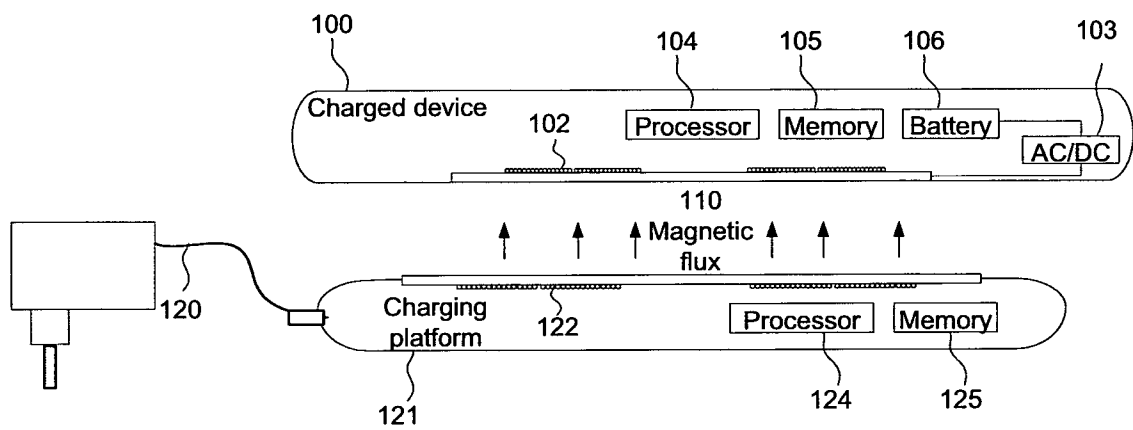 100
104
105
106
103
Charged device
102
Processor
Memory
Battery
AC/DC
110
Magnetic
flux
120
Charging
platform
122
Processor
Memory
121
124
125